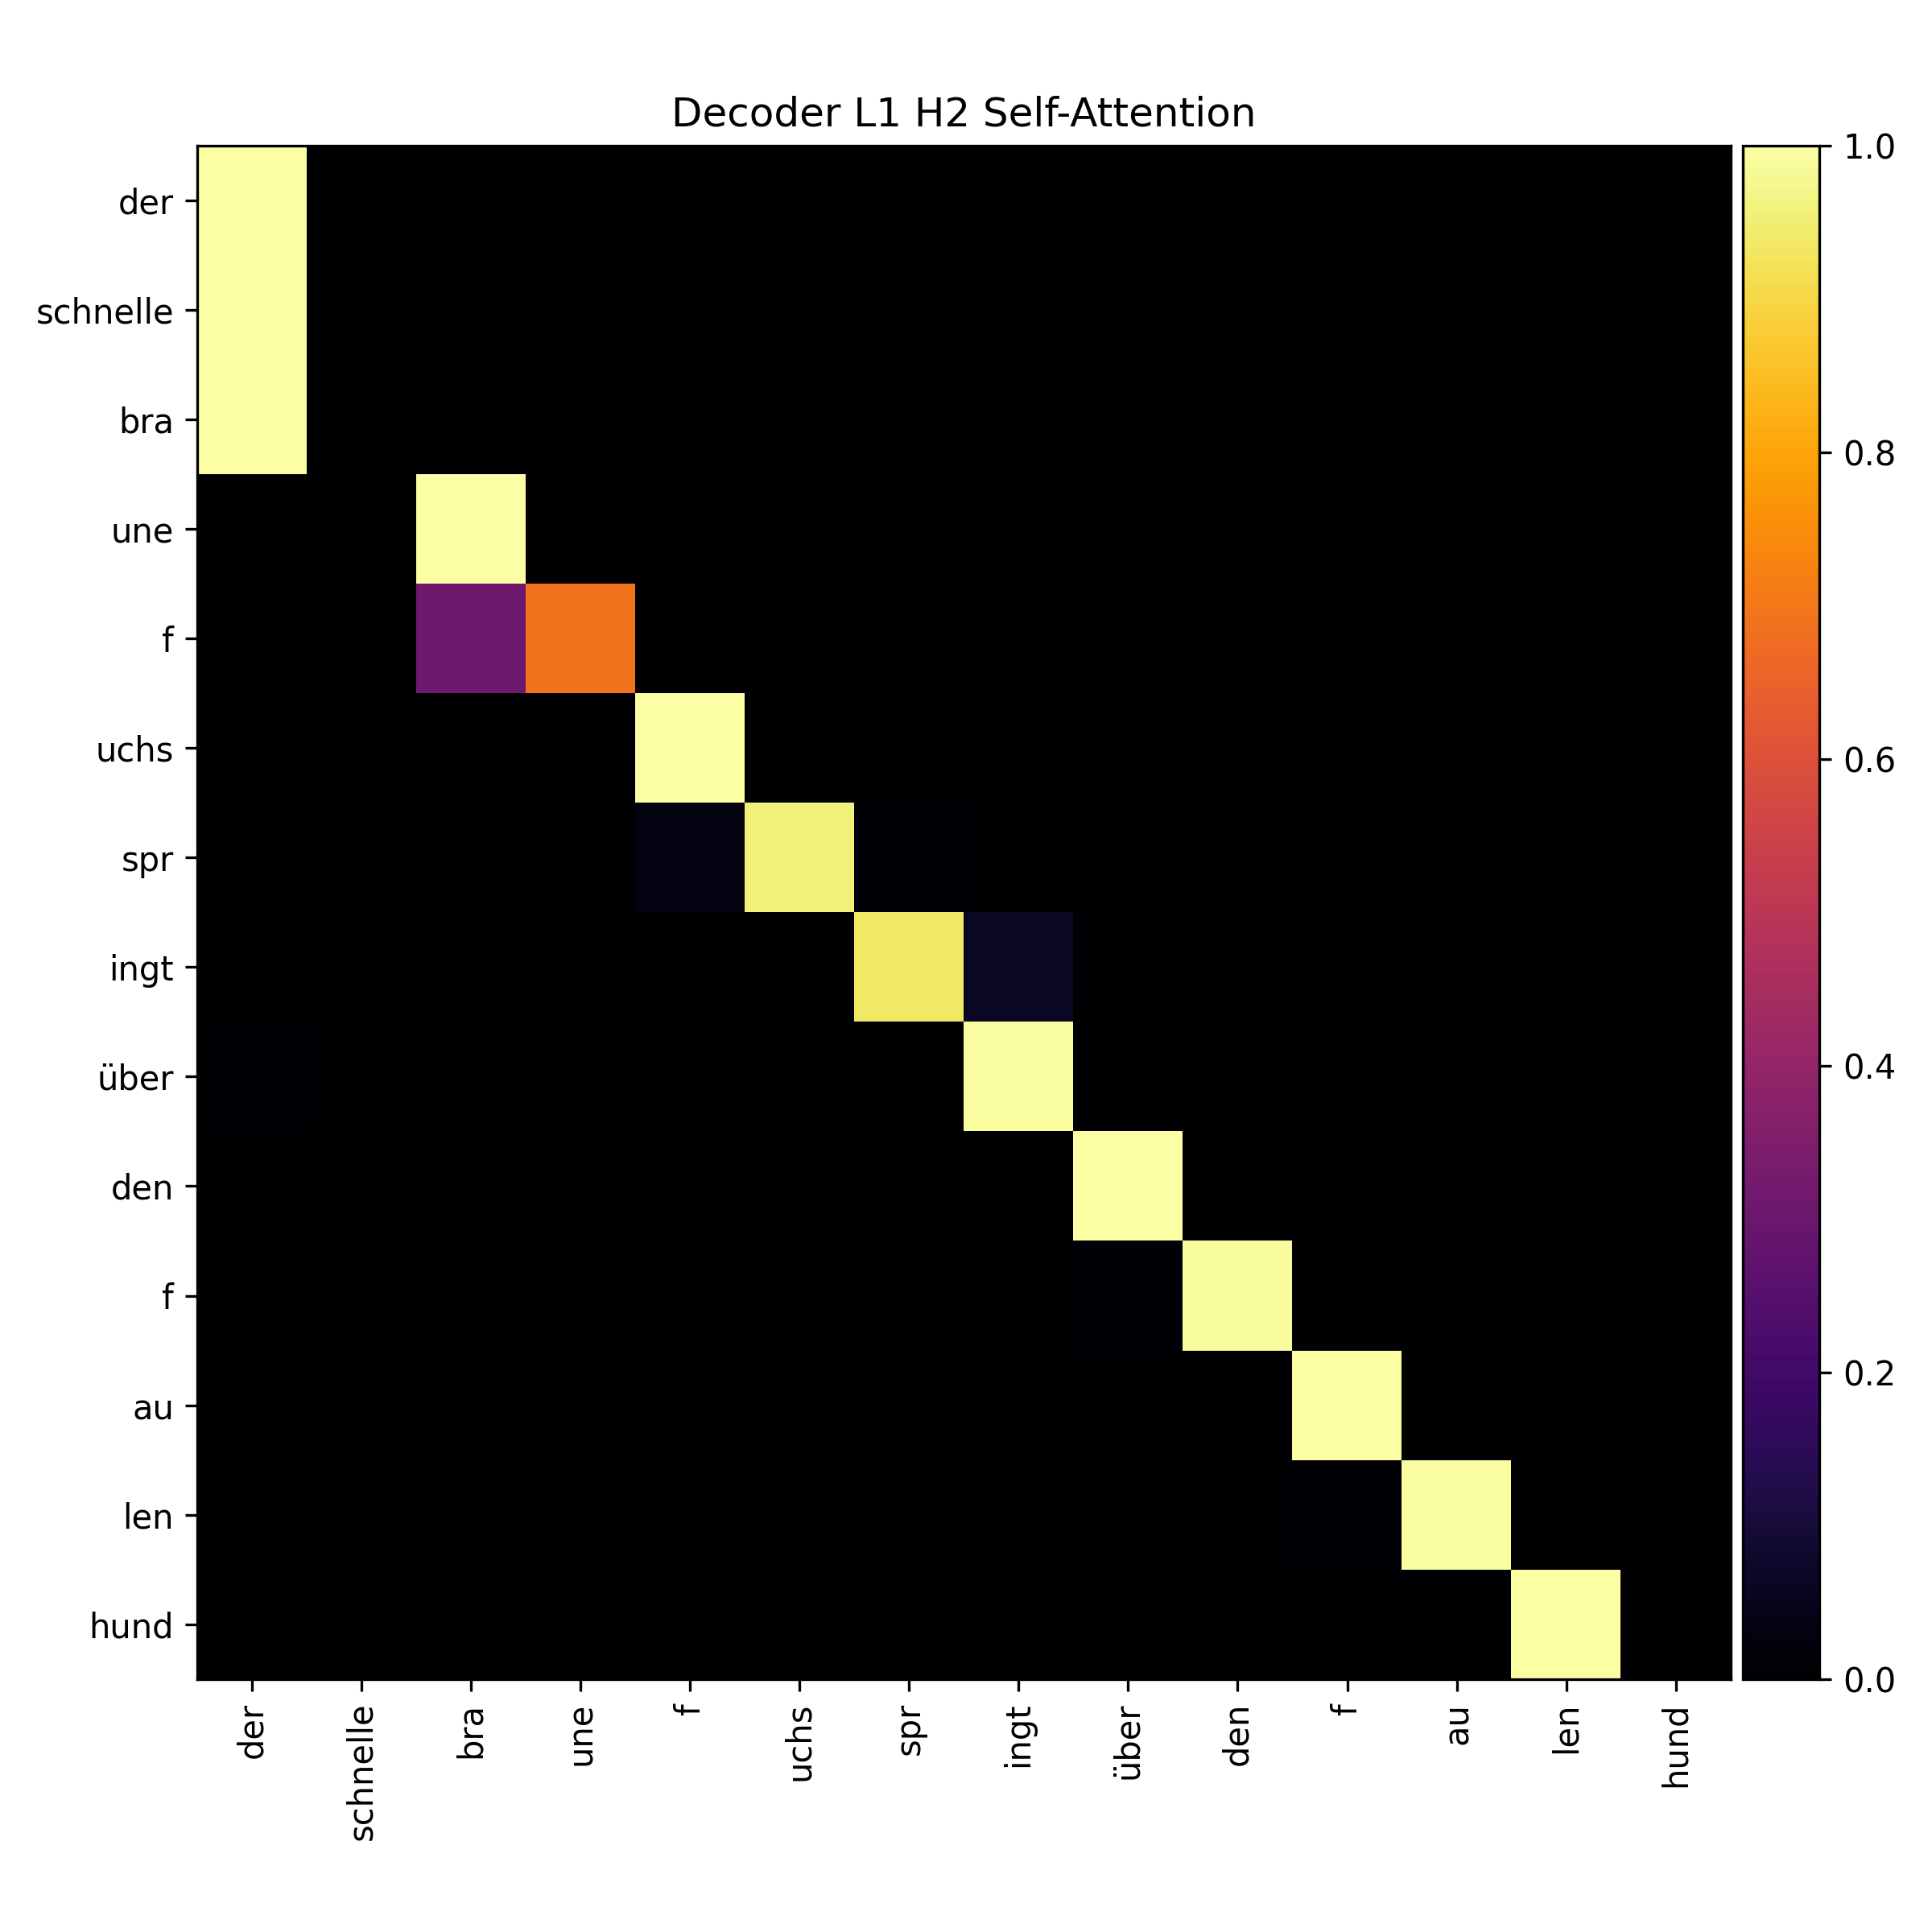 Decoder L1 H2 Self-Attention
der
schnelle
bra
une
f
uchs
spr
ingt
über
den
f
au
len
hund
der
schnelle
bra
une
f
uchs
spr
ingt
über
den
f
au
len
hund
1.0
0.8
0.6
0.4
0.2
0.0